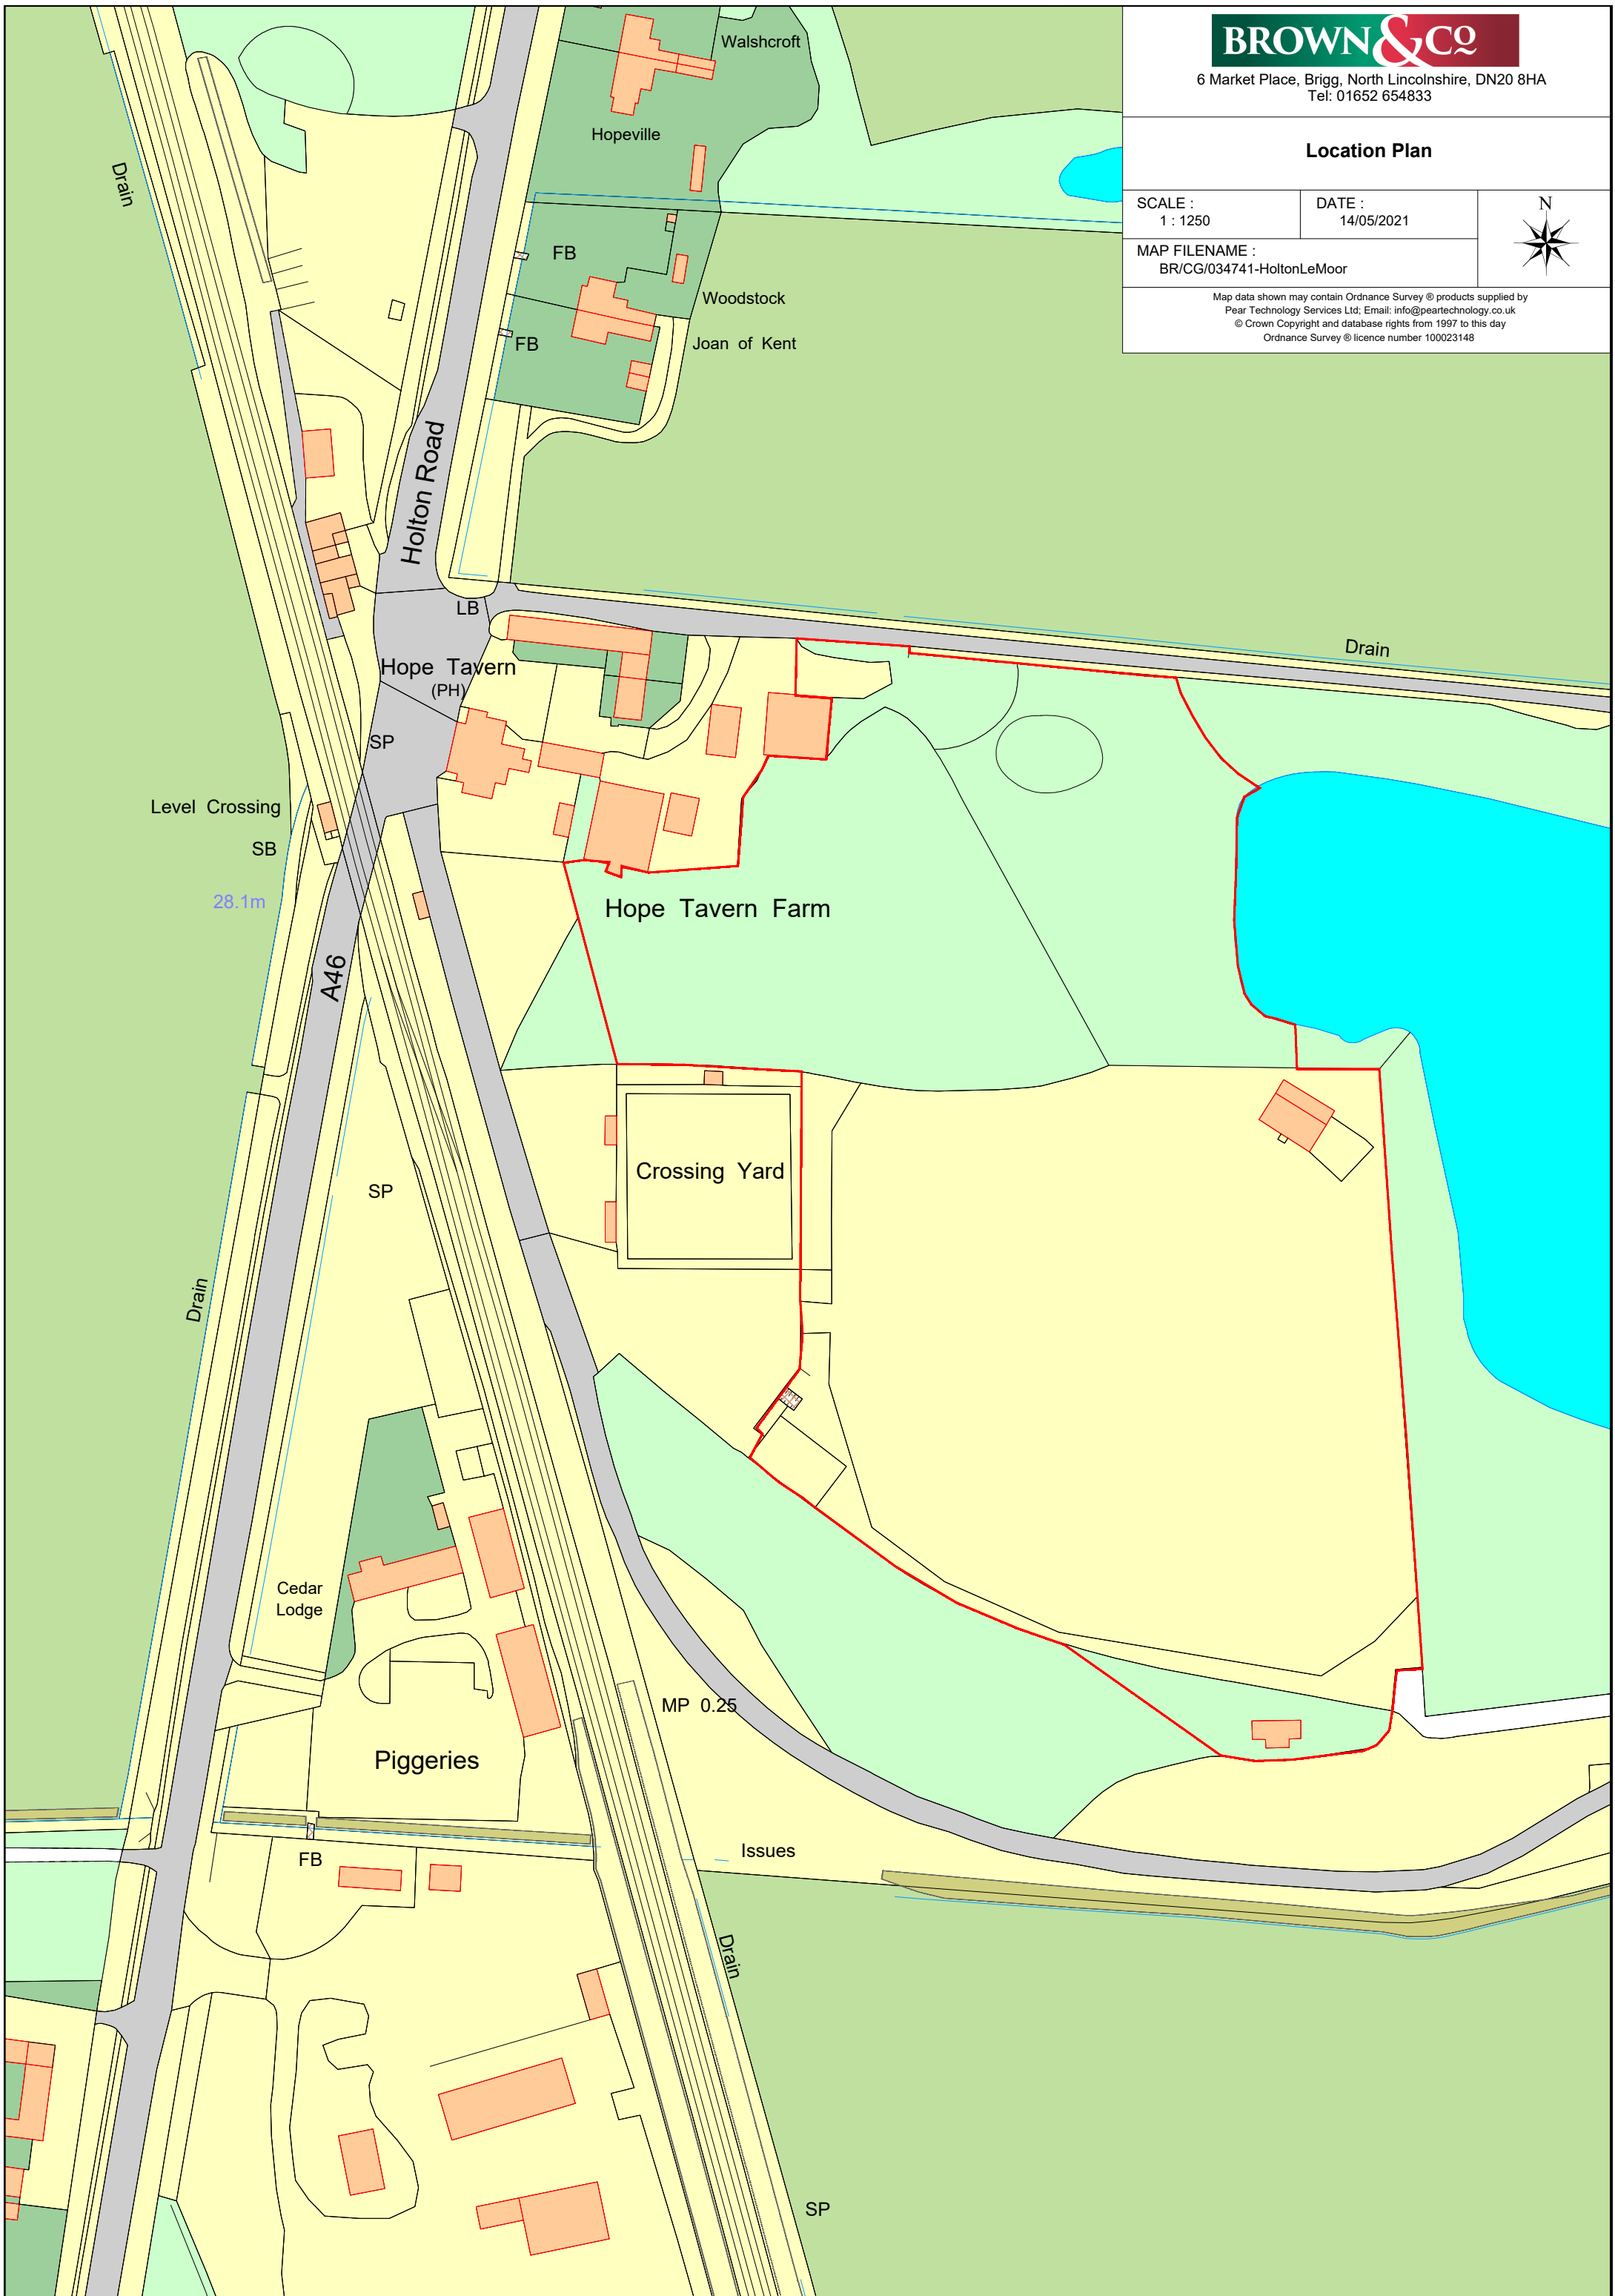 BROWN&CO
6 Market Place, Brigg, North Lincolnshire, DN20 8HA
Tel: 01652 654833
Location Plan
SCALE :
1 : 1250
DATE :
14/05/2021
N
MAP FILENAME :
BR/CG/034741-HoltonLeMoor
Map data shown may contain Ordnance Survey ® products supplied by
Pear Technology Services Ltd; Email: info@peartechnology.co.uk
© Crown Copyright and database rights from 1997 to this day
Ordnance Survey ® licence number 100023148
Walshcroft
Hopeville
Drain
FB
Woodstock
FB
Joan of Kent
Holton Road
LB
Drain
Hope Tavern
(PH)
SP
Level Crossing
SB
28.1m
Hope Tavern Farm
A46
Crossing Yard
SP
Drain
Cedar
Lodge
MP 0.25
Piggeries
Issues
FB
Drain
SP